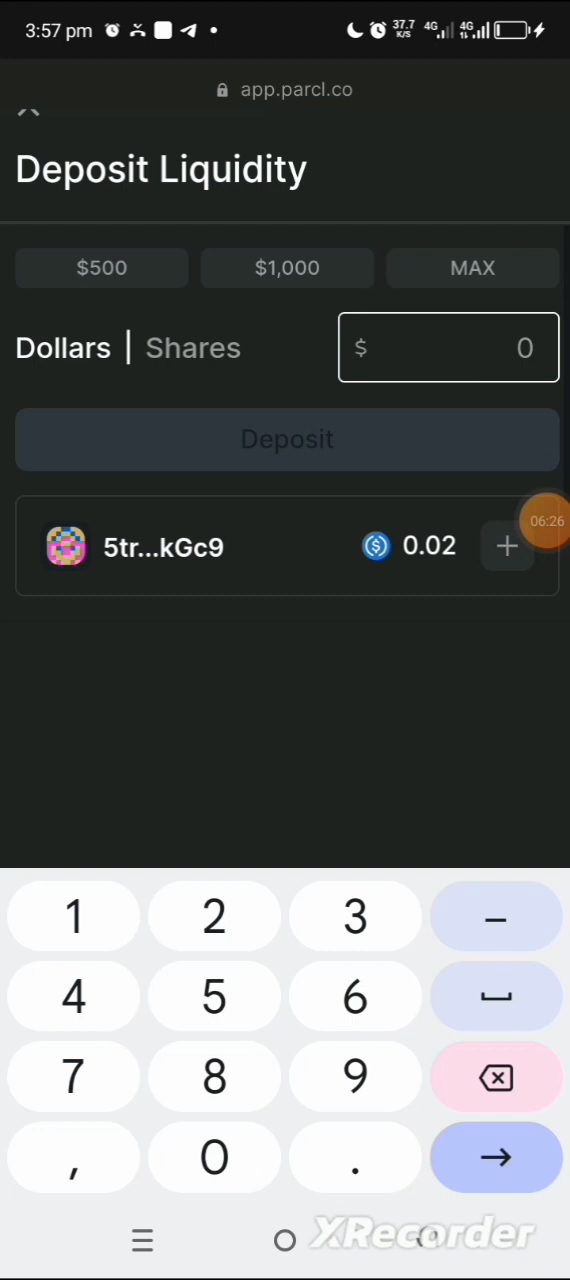 3:57 pm 37.7 K/S 4G 4G
app.parcl.co
Deposit Liquidity
$500 $1,000 MAX
Dollars | Shares $ 0
Deposit
06:26
5tr...kGc9 $ 0.02 +
1 2 3 –
4 5 6
7 8 9
, 0 . →
XRecorder